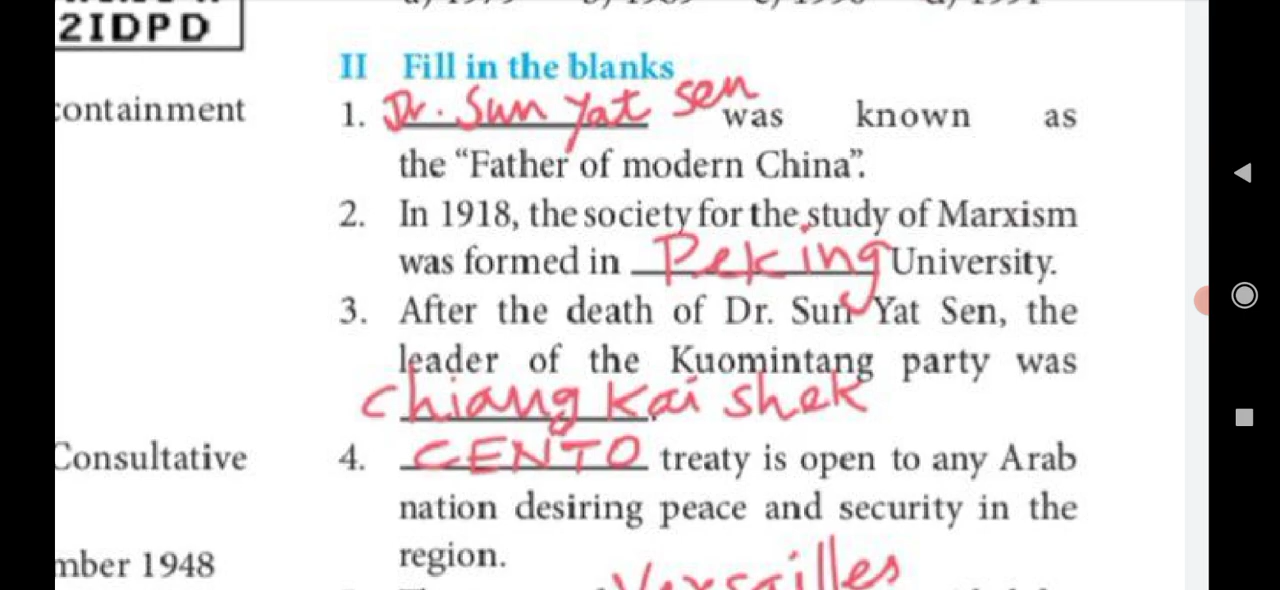 2IDPD
containment
Consultative
mber 1948
II Fill in the blanks
1. Dr. Sun Yat sen was known as
the “Father of modern China”.
2. In 1918, the society for the study of Marxism
was formed in Peking University.
3. After the death of Dr. Sun Yat Sen, the
leader of the Kuomintang party was
chiang kai shek.
4. CENTO treaty is open to any Arab
nation desiring peace and security in the
region.
Versailles